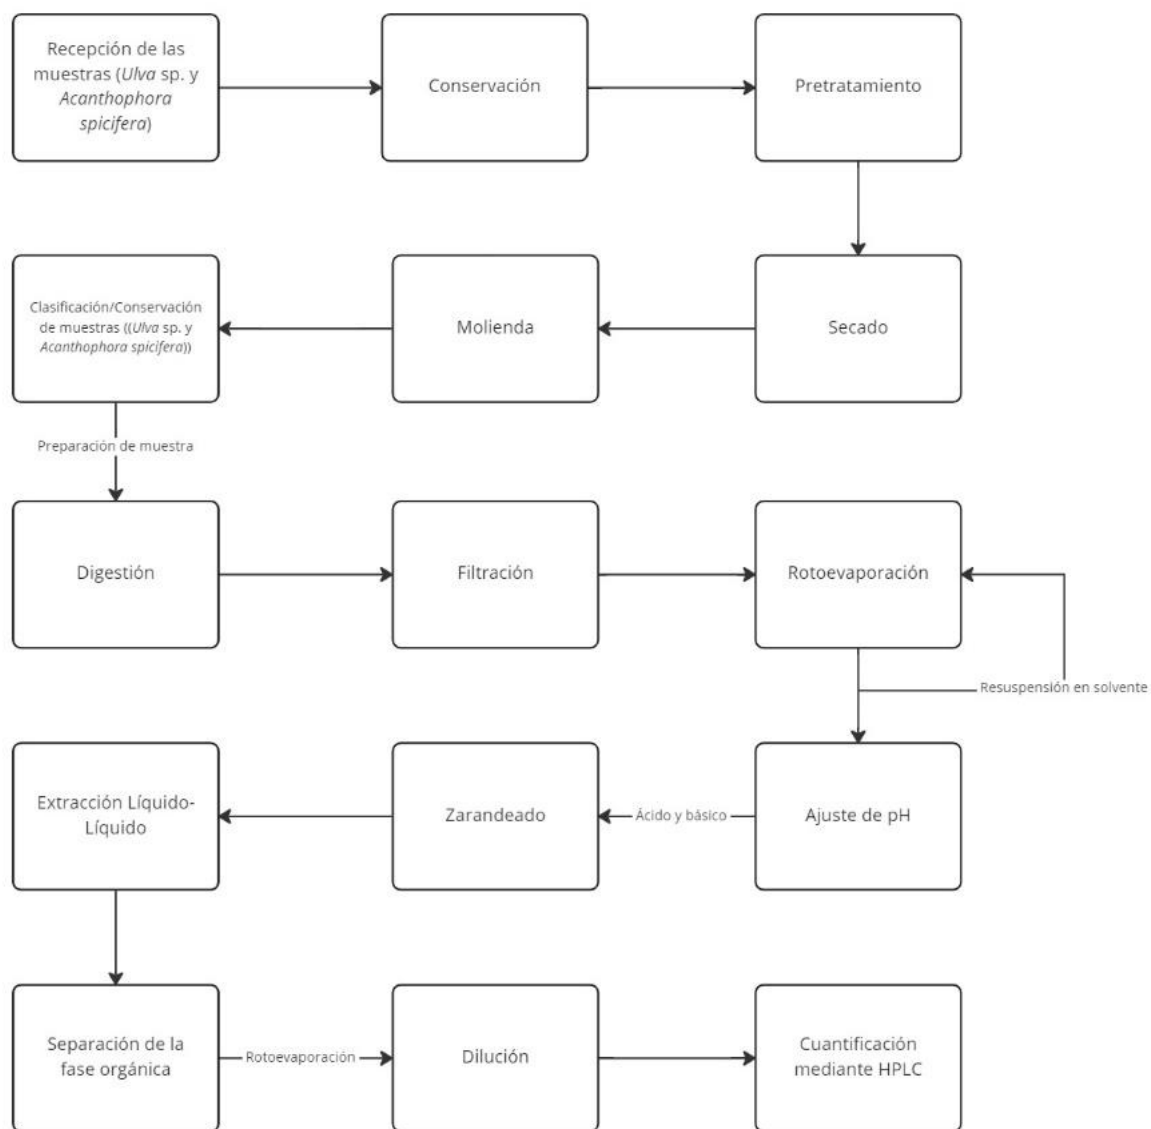 Recepción de las
muestras (Ulva sp. y
Acanthophora
spicifera)
Conservación
Pretratamiento
Secado
Molienda
Clasificación/Conservación
de muestras ((Ulva sp. y
Acanthophora spicifera))
Preparación de muestra
Digestión
Filtración
Rotoevaporación
Resuspensión en solvente
Ajuste de pH
Ácido y básico
Zarandeado
Extracción Líquido-
Líquido
Separación de la
fase orgánica
Rotoevaporación
Dilución
Cuantificación
mediante HPLC